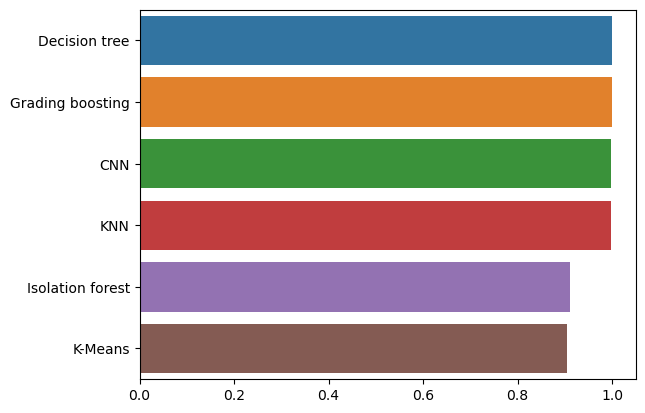 Decision tree
Grading boosting
CNN
KNN
Isolation forest
K-Means
0.0 0.2 0.4 0.6 0.8 1.0